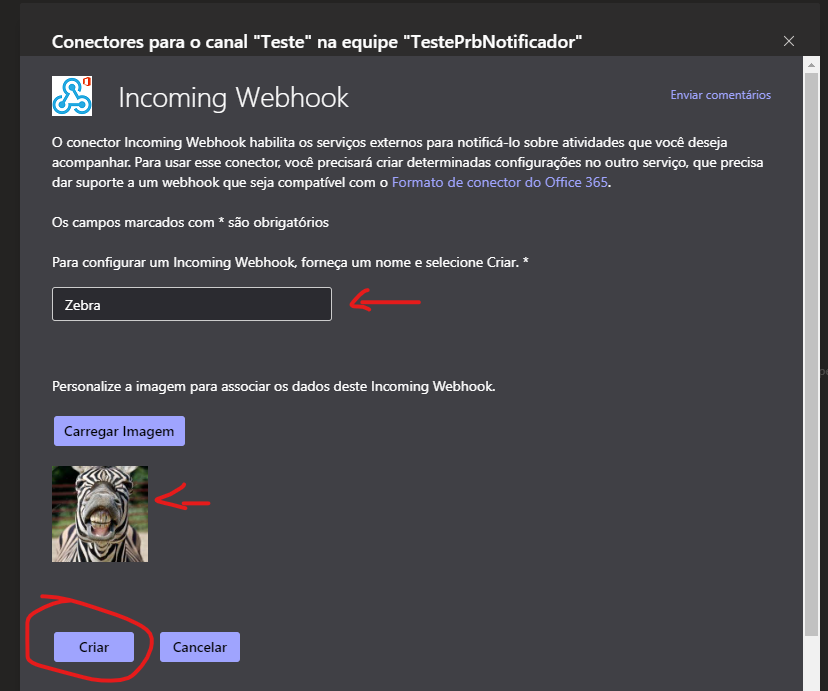 Conectores para o canal "Teste" na equipe "TestePrbNotificador"
Incoming Webhook
Enviar comentários
O conector Incoming Webhook habilita os serviços externos para notificá-lo sobre atividades que você deseja
acompanhar. Para usar esse conector, você precisará criar determinadas configurações no outro serviço, que precisa
dar suporte a um webhook que seja compatível com o Formato de conector do Office 365.
Os campos marcados com * são obrigatórios
Para configurar um Incoming Webhook, forneça um nome e selecione Criar. *
Zebra
Personalize a imagem para associar os dados deste Incoming Webhook.
Carregar Imagem
Criar
Cancelar